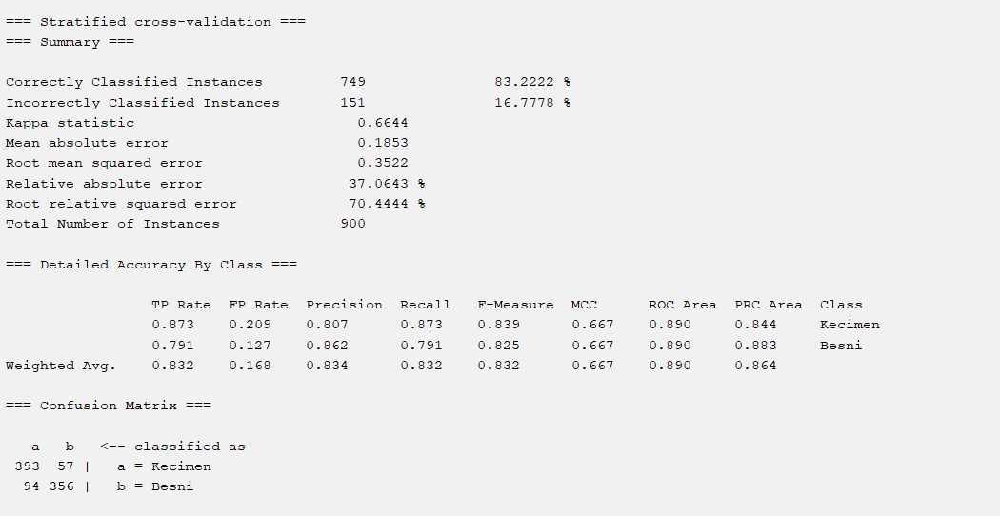 === Stratified cross-validation ===
=== Summary ===
Correctly Classified Instances 749 83.2222 %
Incorrectly Classified Instances 151 16.7778 %
Kappa statistic 0.6644
Mean absolute error 0.1853
Root mean squared error 0.3522
Relative absolute error 37.0643 %
Root relative squared error 70.4444 %
Total Number of Instances 900
=== Detailed Accuracy By Class ===
TP Rate FP Rate Precision Recall F-Measure MCC ROC Area PRC Area Class
0.873 0.209 0.807 0.873 0.839 0.667 0.890 0.844 Kecimen
0.791 0.127 0.862 0.791 0.825 0.667 0.890 0.883 Besni
Weighted Avg. 0.832 0.168 0.834 0.832 0.832 0.667 0.890 0.864
=== Confusion Matrix ===
a b <-- classified as
393 57 | a = Kecimen
94 356 | b = Besni